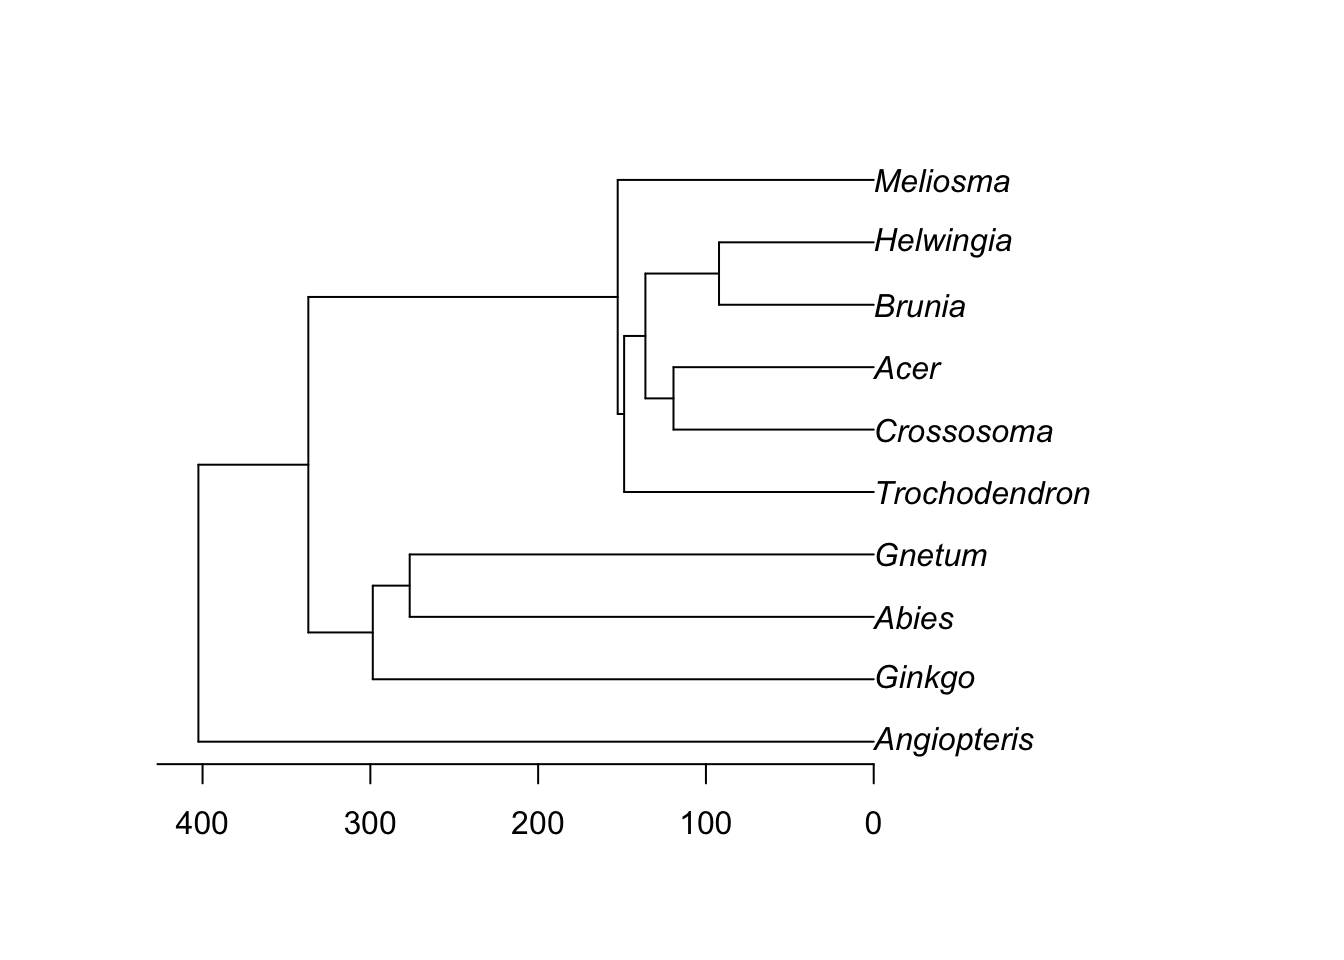 Meliosma
Helwingia
Brunia
Acer
Crossosoma
Trochodendron
Gnetum
Abies
Ginkgo
Angiopteris
400 300 200 100 0